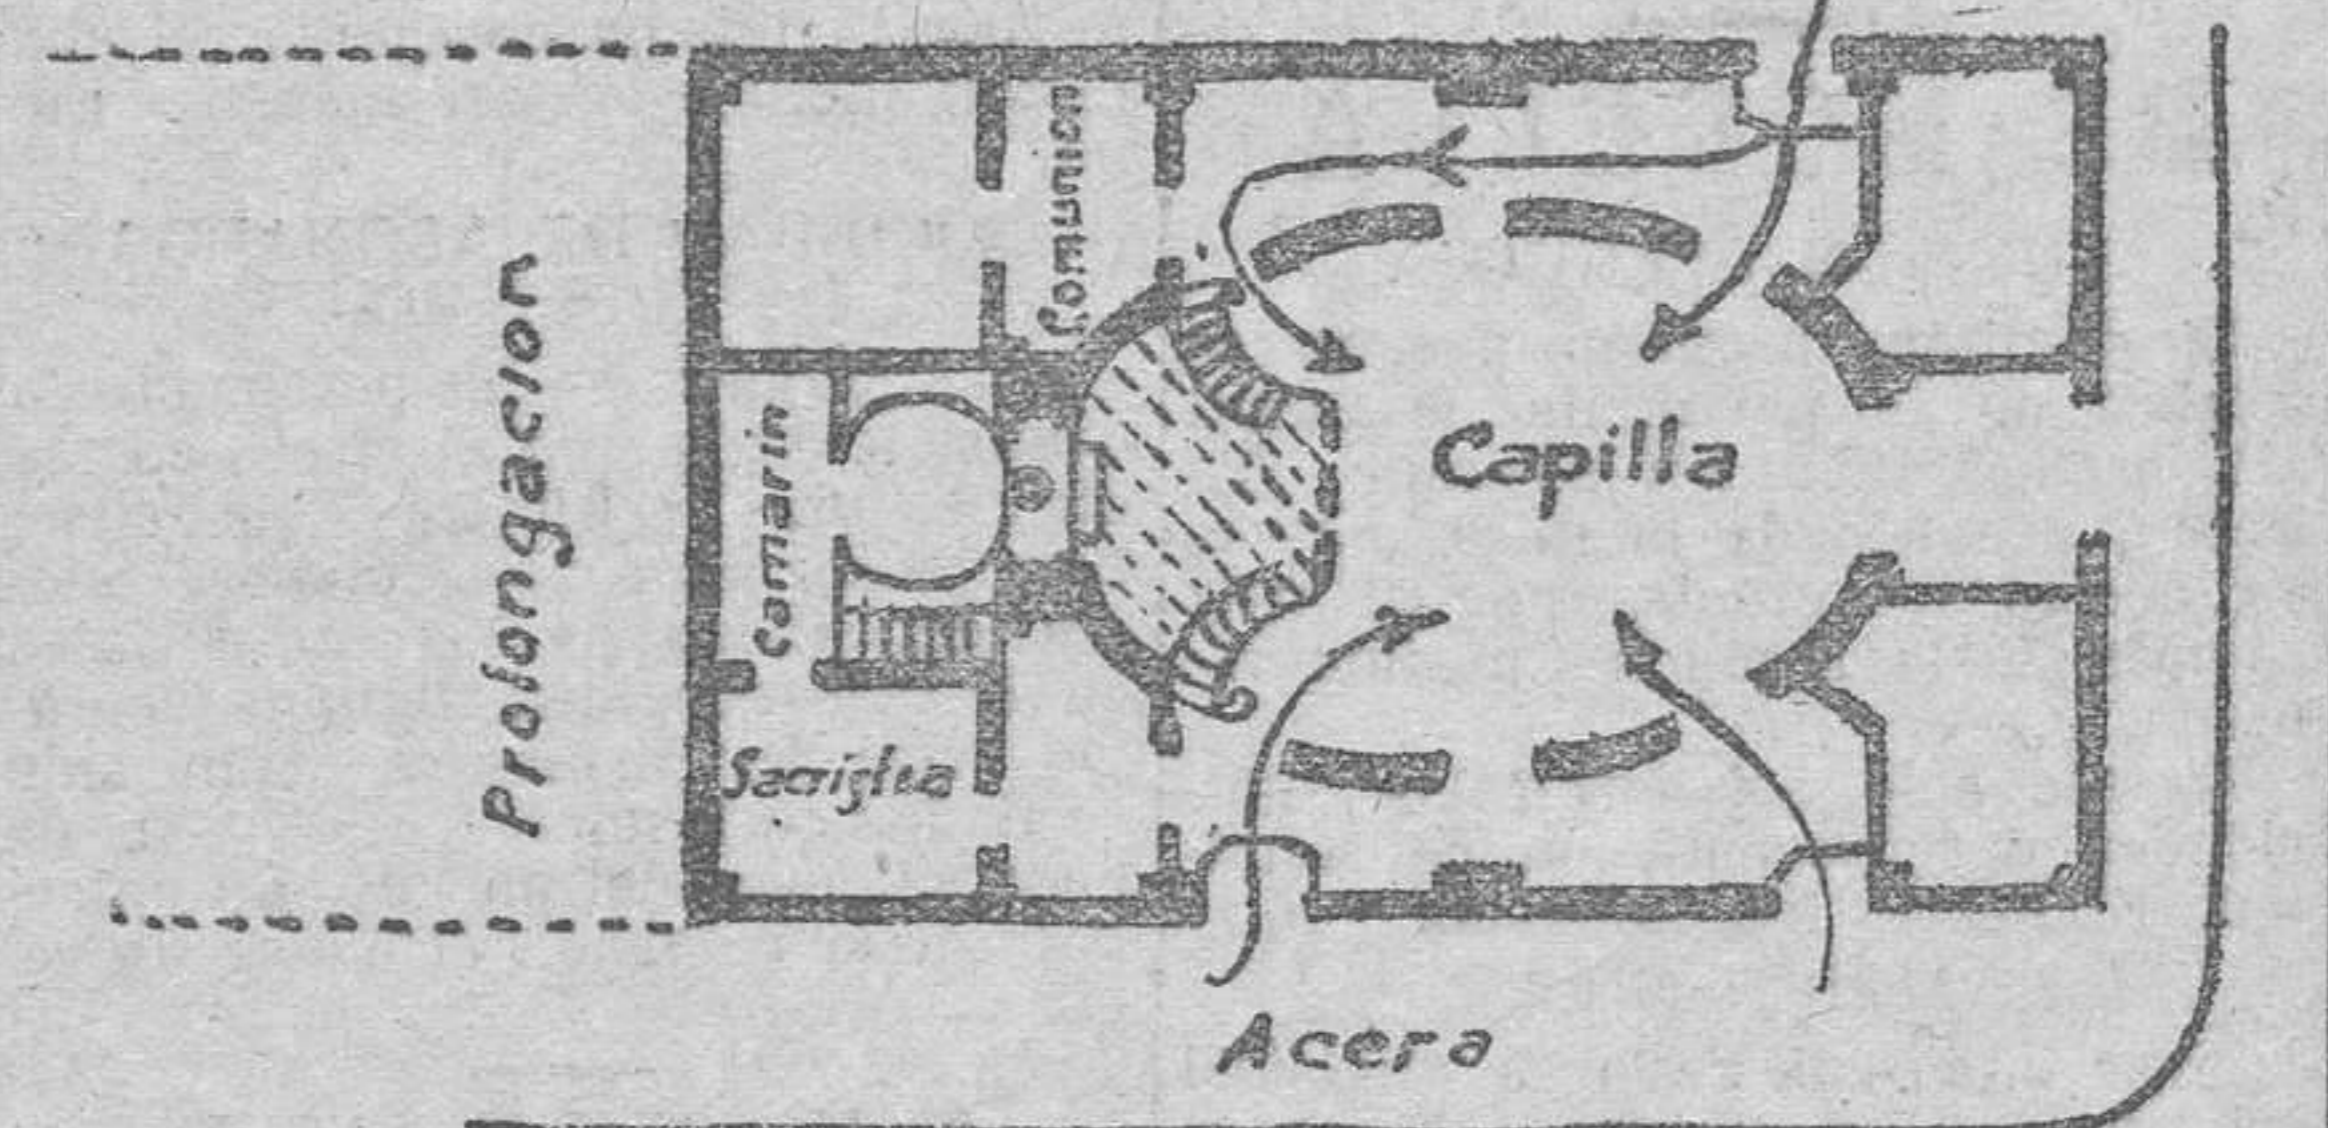 Prolongacion
Comunion
Camarin
Capilla
Sacristia
Acera